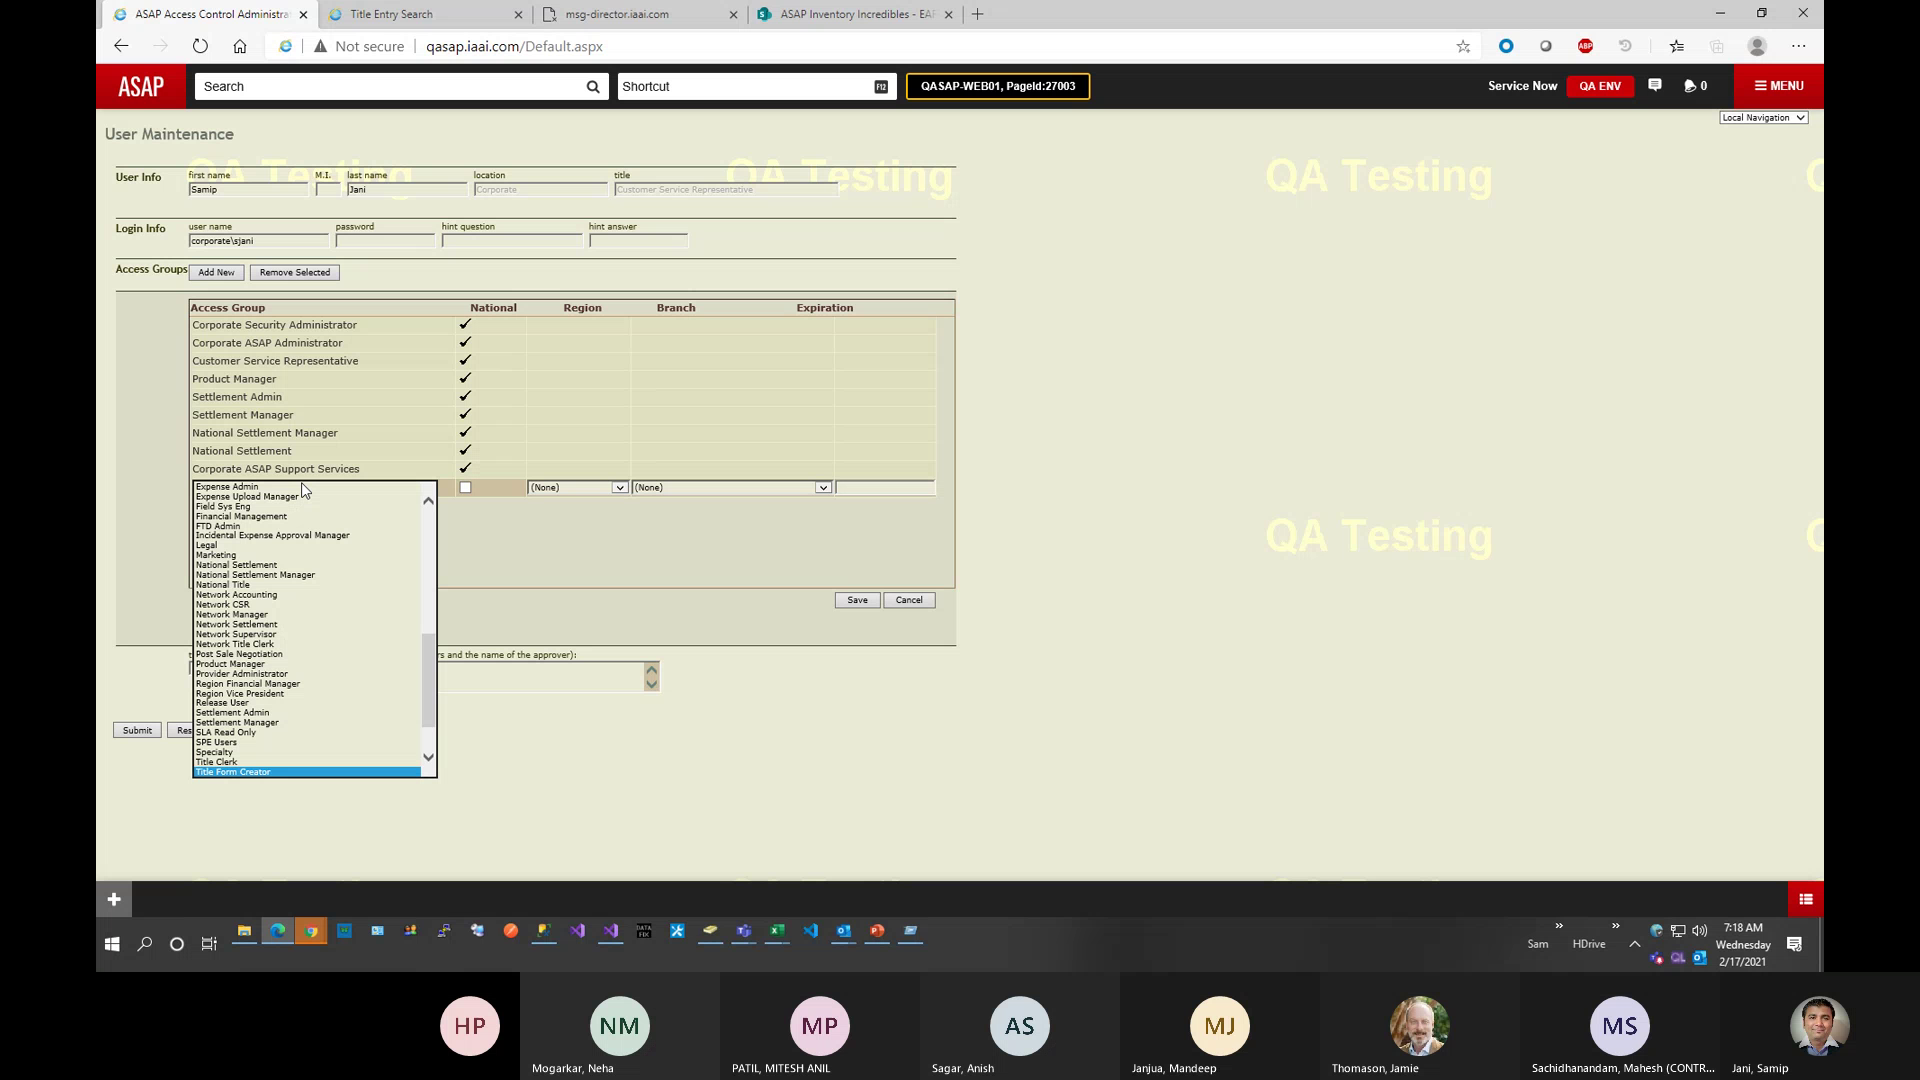 ASAP Access Control Administra
Title Entry Search
msg-director.iaai.com
ASAP Inventory Incredibles - EAF
Not secure
qasap.iaai.com/Default.aspx
ABP
ASAP
Search
Shortcut
F12
QASAP-WEB01, PageId:27003
Service Now
QA ENV
0
MENU
Local Navigation
User Maintenance
QA Testing
QA Testing
QA Testing
User Info
first name
M.I.
last name
location
title
Samip
Jani
Corporate
Customer Service Representative
Login Info
user name
password
hint question
hint answer
corporate\sjani
Access Groups
Add New
Remove Selected
Access Group
National
Region
Branch
Expiration
Corporate Security Administrator
Corporate ASAP Administrator
Customer Service Representative
Product Manager
Settlement Admin
Settlement Manager
National Settlement Manager
National Settlement
Corporate ASAP Support Services
(None)
(None)
Expense Admin
Expense Upload Manager
Field Sys Eng
Financial Management
FTD Admin
Incidental Expense Approval Manager
Legal
Marketing
National Settlement
National Settlement Manager
National Title
Network Accounting
Network CSR
Network Manager
Network Settlement
Network Supervisor
Network Title Clerk
Post Sale Negotiation
Product Manager
Provider Administrator
Region Financial Manager
Region Vice President
Release User
Settlement Admin
Settlement Manager
SLA Read Only
SPE Users
Specialty
Title Clerk
Title Form Creator
QA Testing
Save
Cancel
rs and the name of the approver):
Submit
Res
Sam
HDrive
7:18 AM
Wednesday
2/17/2021
HP
NM
MP
AS
MJ
MS
Mogarkar, Neha
PATIL, MITESH ANIL
Sagar, Anish
Janjua, Mandeep
Thomason, Jamie
Sachidhanandam, Mahesh (CONTR...
Jani, Samip